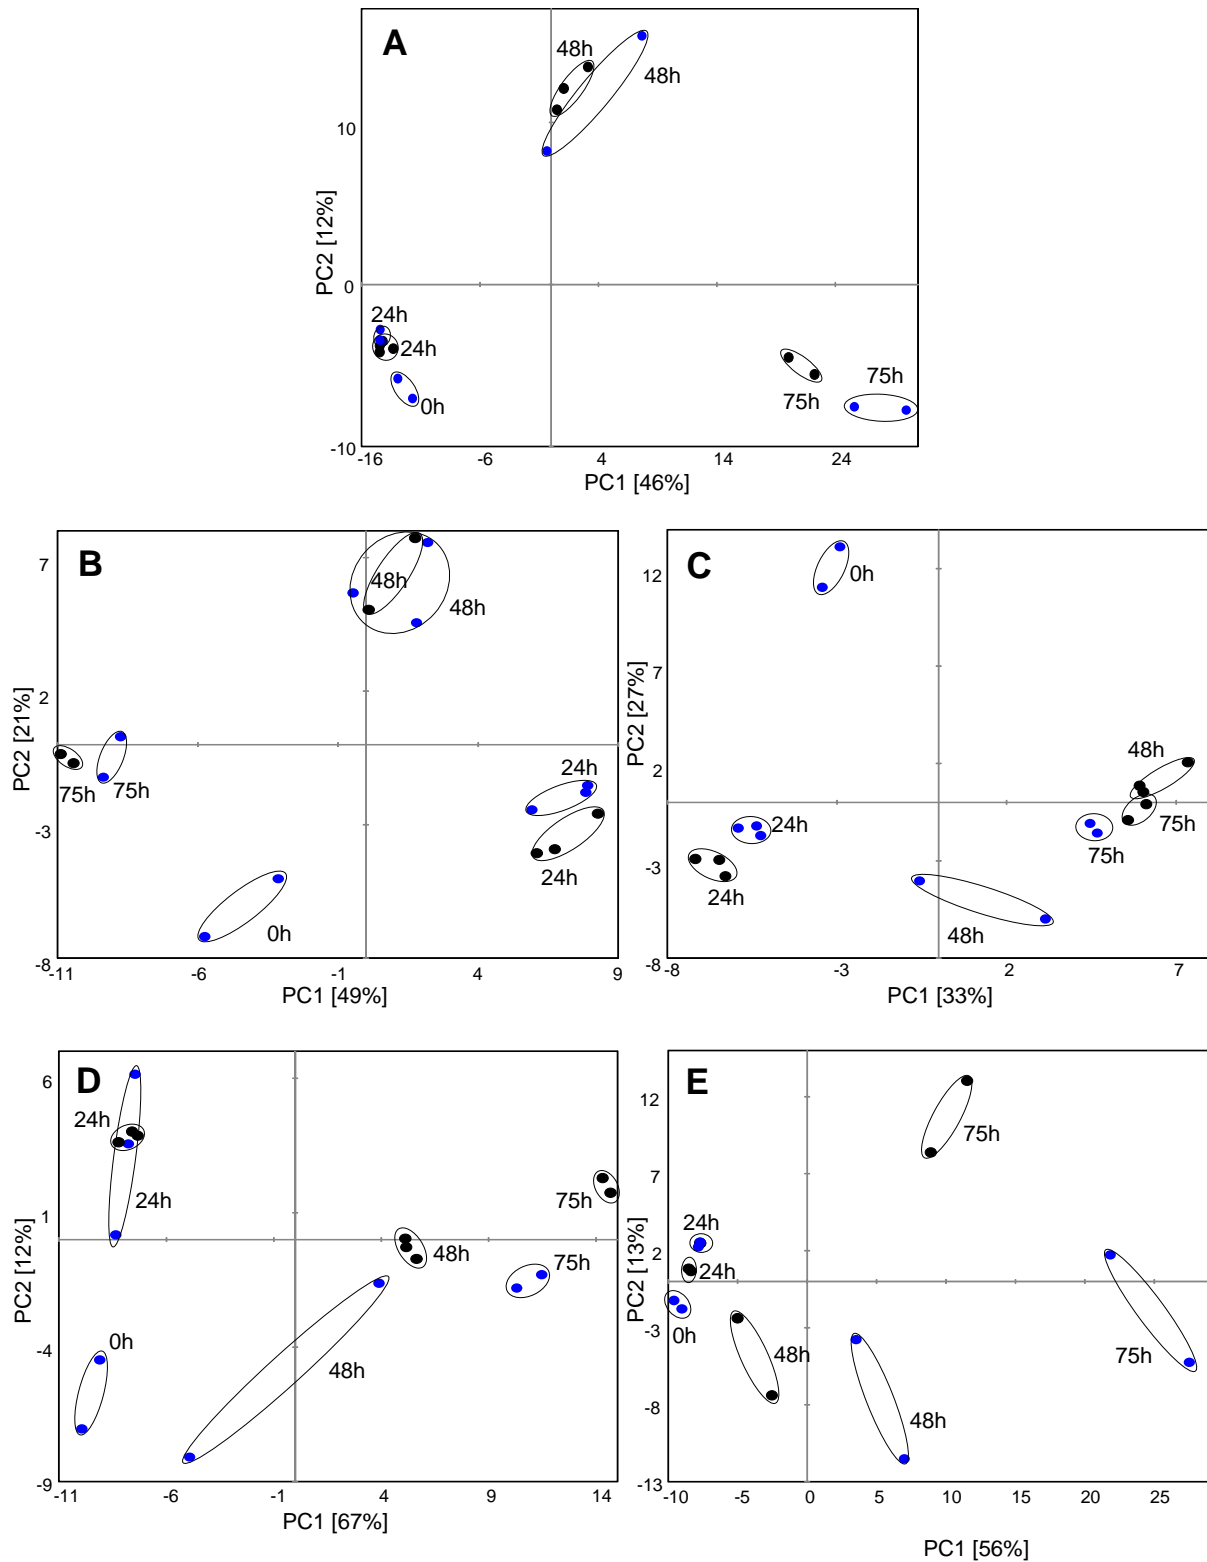 A
48h
48h
10
PC2 [12%]
0
24h
24h
0h
75h
75h
-10
-16 -6 4 14 24
PC1 [46%]
B
7
48h
48h
PC2 [21%]
2
75h 75h
24h
-3
24h
0h
-8
-11 -6 -1 4 9
PC1 [49%]
C
12
0h
7
PC2 [27%]
2
48h
24h
75h
75h
-3
24h
48h
-8
-8 -3 2 7
PC1 [33%]
D
6
24h
24h
1
PC2 [12%]
75h
48h
75h
0h
-4
48h
-9
-11 -6 -1 4 9 14
PC1 [67%]
E
12
75h
7
24h
2
PC2 [13%]
24h
-3
0h
48h
75h
-8
48h
-13
-10 -5 0 5 10 15 20 25
PC1 [56%]